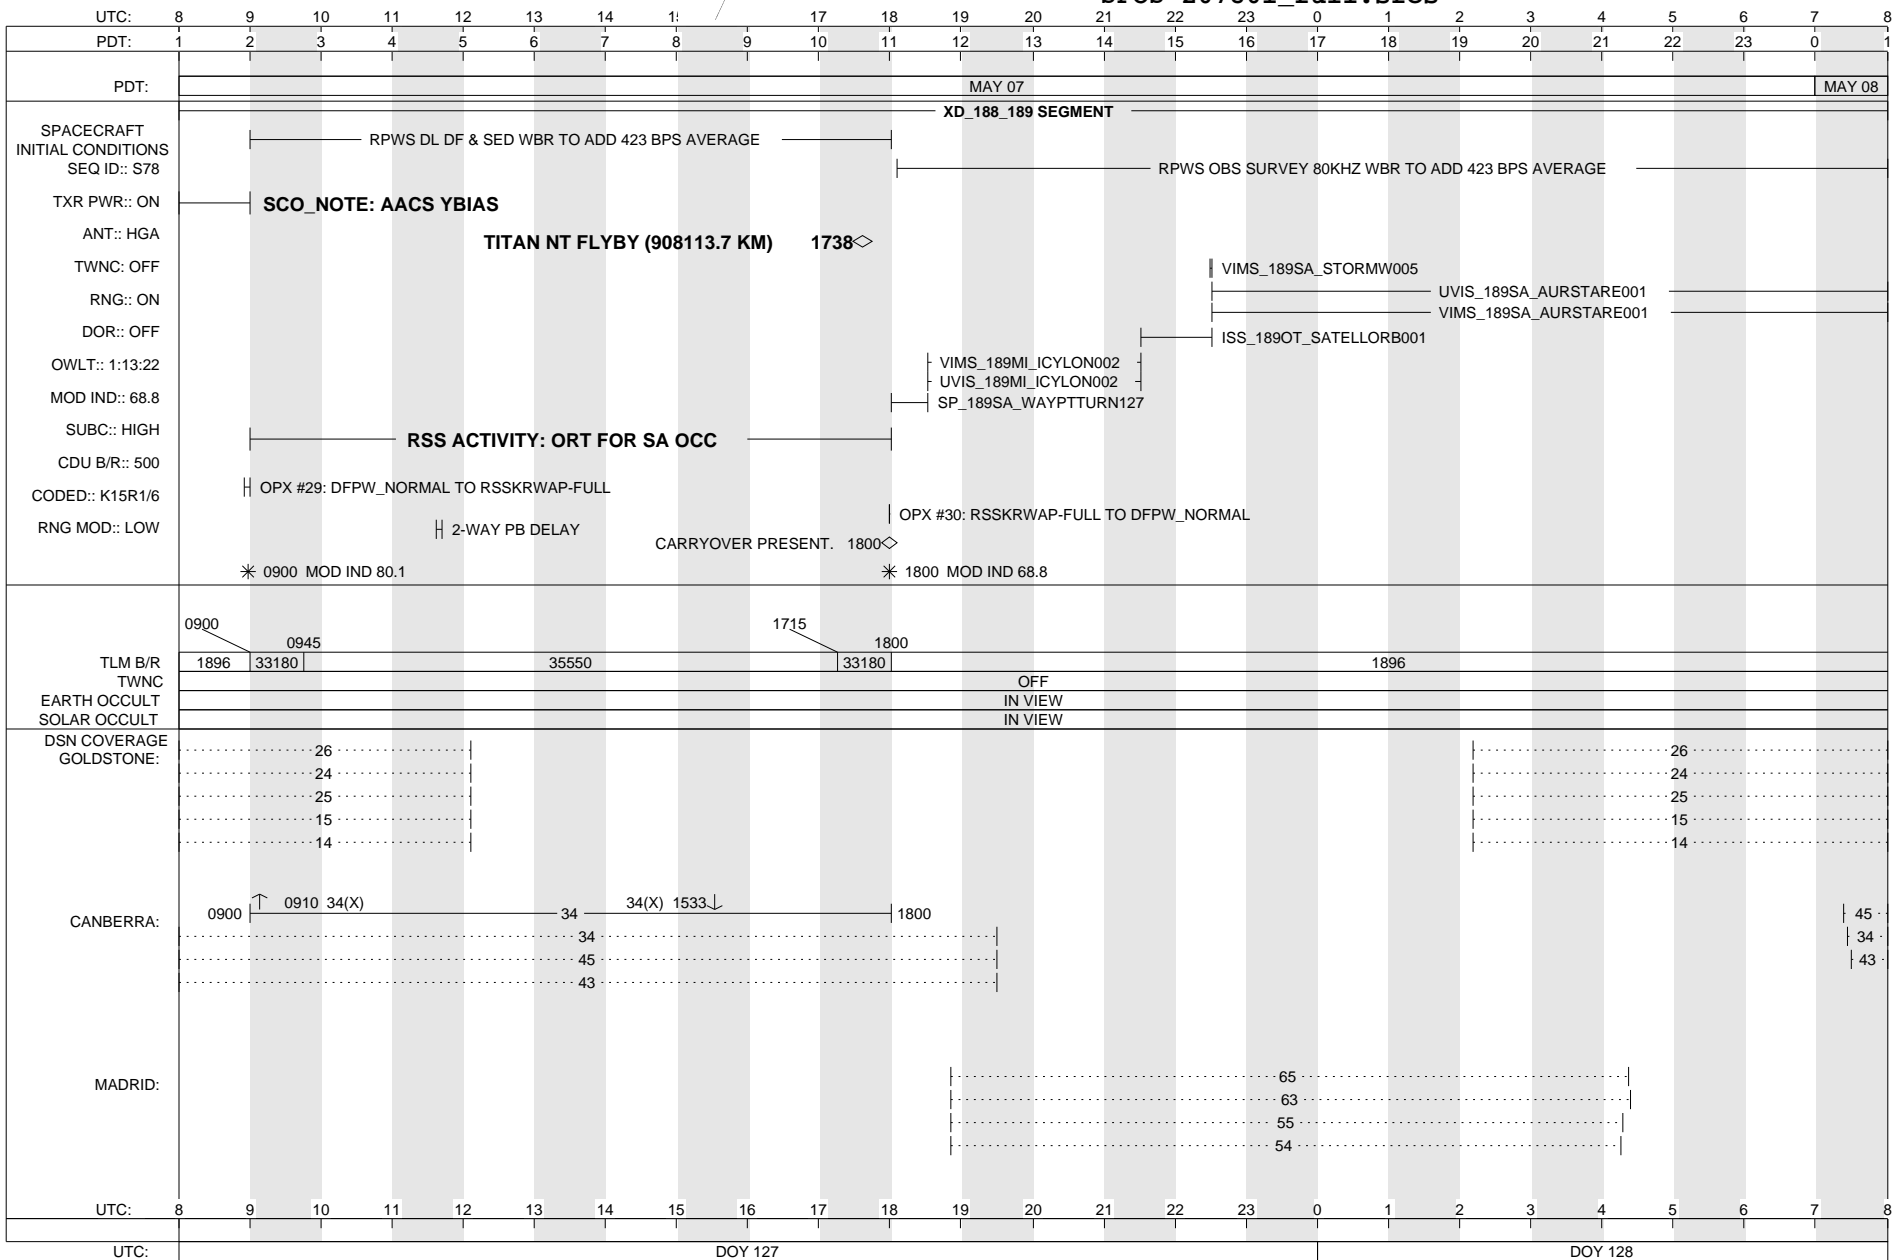 UTC: 8 9 10 11 12 13 14 17 18 19 20 21 22 23 0 1 2 3 4 5 6 7 8
PDT: 1 2 3 4 5 6 7 8 9 10 11 12 13 14 15 16 17 18 19 20 21 22 23 0 1
PDT: MAY 07 MAY 08
XD_188_189 SEGMENT
SPACECRAFT
INITIAL CONDITIONS
RPWS DL DF & SED WBR TO ADD 423 BPS AVERAGE
SEQ ID:: S78
RPWS OBS SURVEY 80KHZ WBR TO ADD 423 BPS AVERAGE
TXR PWR:: ON
SCO_NOTE: AACS YBIAS
ANT:: HGA
TITAN NT FLYBY (908113.7 KM) 1738
TWNC: OFF
VIMS_189SA_STORMW005
RNG:: ON
UVIS_189SA_AURSTARE001
VIMS_189SA_AURSTARE001
DOR:: OFF
ISS_189OT_SATELLORB001
OWLT:: 1:13:22
VIMS_189MI_ICYLON002
UVIS_189MI_ICYLON002
MOD IND:: 68.8
SP_189SA_WAYPTTURN127
SUBC:: HIGH
RSS ACTIVITY: ORT FOR SA OCC
CDU B/R:: 500
OPX #29: DFPW_NORMAL TO RSSKRWAP-FULL
CODED:: K15R1/6
OPX #30: RSSKRWAP-FULL TO DFPW_NORMAL
RNG MOD:: LOW
2-WAY PB DELAY
CARRYOVER PRESENT. 1800
0900 MOD IND 80.1
1800 MOD IND 68.8
0900 1715
0945 1800
TLM B/R 1896 33180 35550 33180 1896
TWNC OFF
EARTH OCCULT IN VIEW
SOLAR OCCULT IN VIEW
DSN COVERAGE
GOLDSTONE:
26 26
24 24
25 25
15 15
14 14
0910 34(X) 34(X) 1533
CANBERRA: 0900 34 1800 45
34 34
45 43
43
MADRID:
65
63
55
54
UTC: 8 9 10 11 12 13 14 15 16 17 18 19 20 21 22 23 0 1 2 3 4 5 6 7 8
UTC: DOY 127 DOY 128